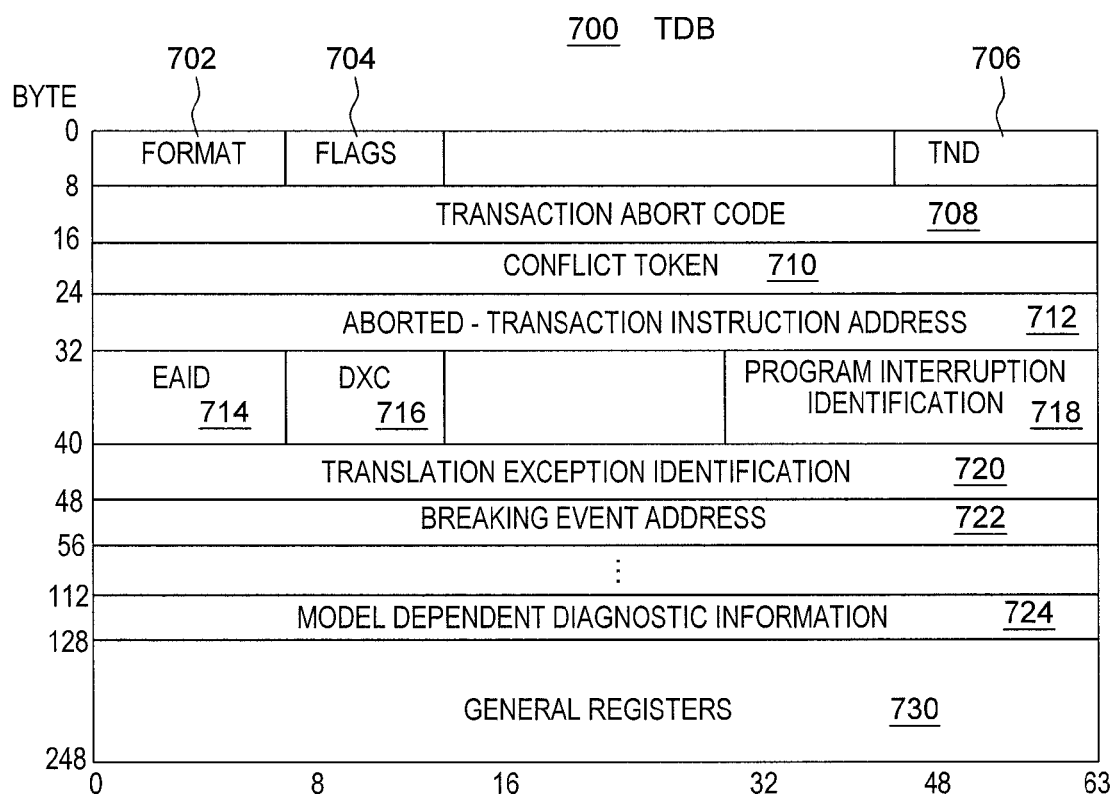 700 TDB
702 704 706
BYTE
0
FORMAT FLAGS TND
8
TRANSACTION ABORT CODE 708
16
CONFLICT TOKEN 710
24
ABORTED - TRANSACTION INSTRUCTION ADDRESS 712
32
EAID 714
DXC 716
PROGRAM INTERRUPTION
IDENTIFICATION 718
40
TRANSLATION EXCEPTION IDENTIFICATION 720
48
BREAKING EVENT ADDRESS 722
56
⋮
112
MODEL DEPENDENT DIAGNOSTIC INFORMATION 724
128
GENERAL REGISTERS 730
248
0 8 16 32 48 63